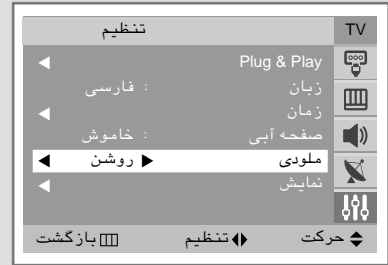 تنظیم TV
Plug & Play ◀
زبان : فارسی
زمان ◀
صفحه آبی : خاموش
ملودی ▶ روشن ◀
نمایش ◀
حرکت تنظیم بازگشت